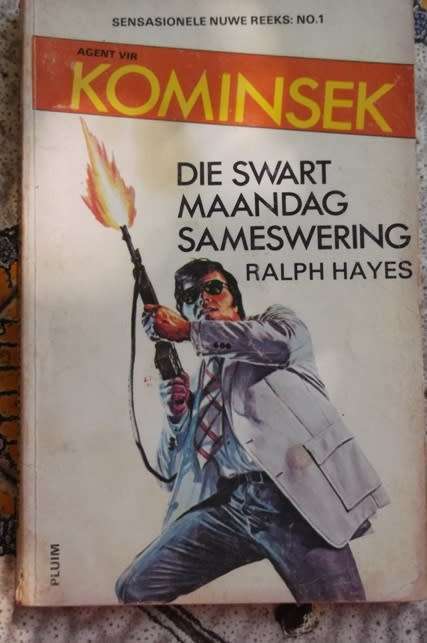 SENSASIONELE NUWE REEKS: NO.1
AGENT VIR
KOMINSEK
DIE SWART
MAANDAG
SAMESWERING
RALPH HAYES
PLUIM